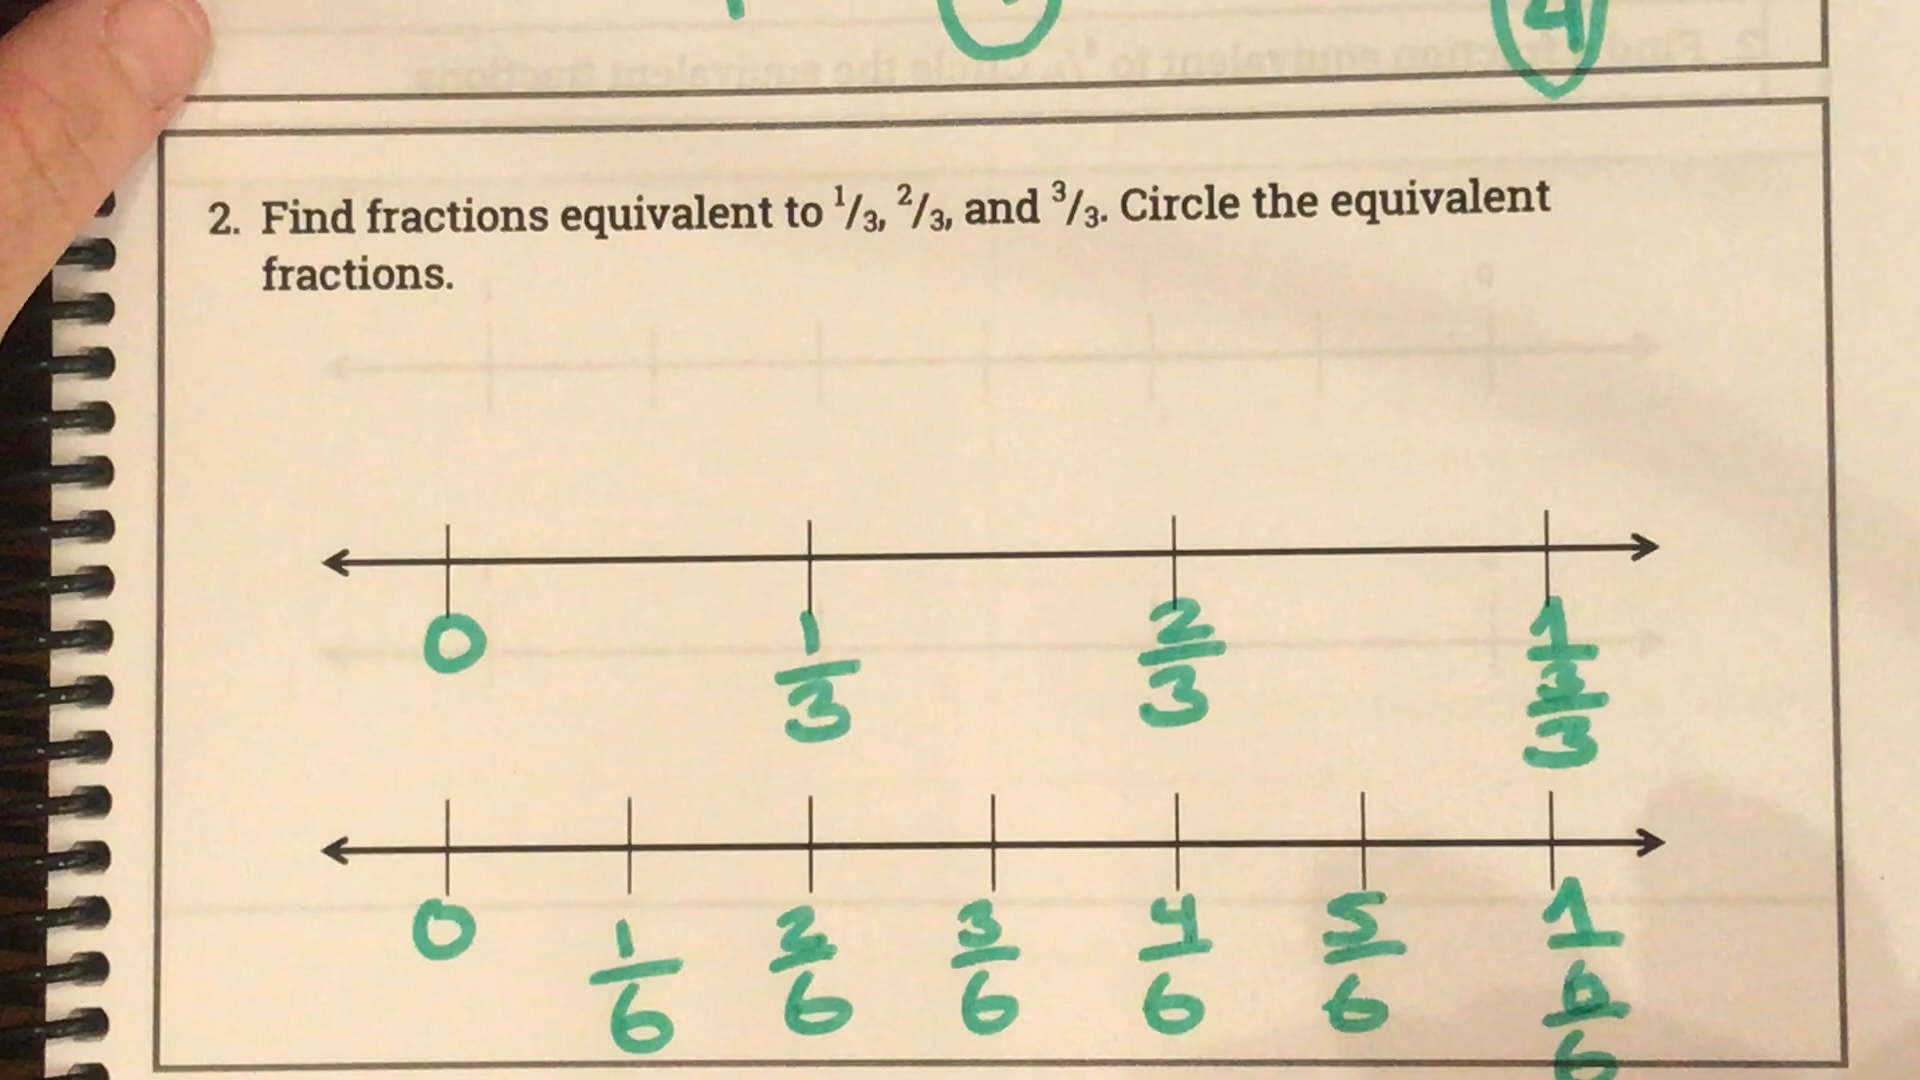 4
2. Find fractions equivalent to 1/3, 2/3, and 3/3. Circle the equivalent
fractions.
0 1/3 2/3 1 3/3
0 1/6 2/6 3/6 4/6 5/6 1 6/6